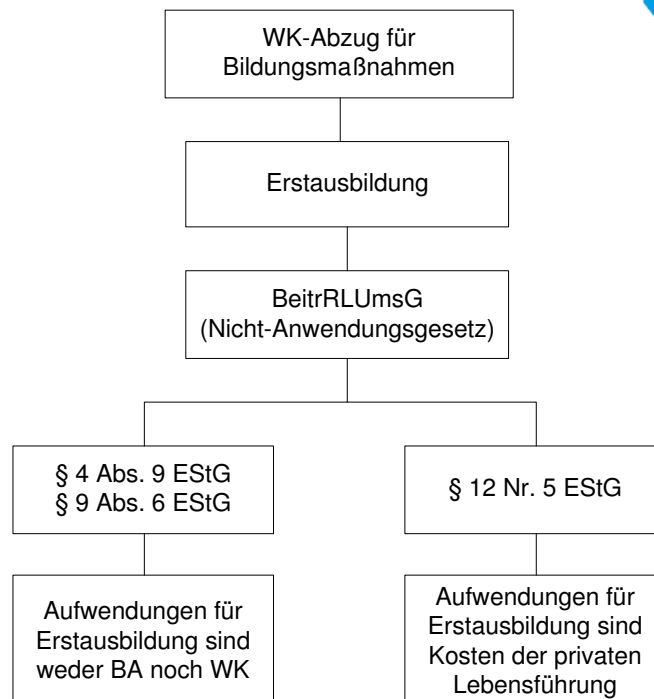 WK-Abzug für
Bildungsmaßnahmen
Erstausbildung
BeitrRLUmsG
(Nicht-Anwendungsgesetz)
§ 4 Abs. 9 EStG
§ 9 Abs. 6 EStG
§ 12 Nr. 5 EStG
Aufwendungen für
Erstausbildung sind
weder BA noch WK
Aufwendungen für
Erstausbildung sind
Kosten der privaten
Lebensführung